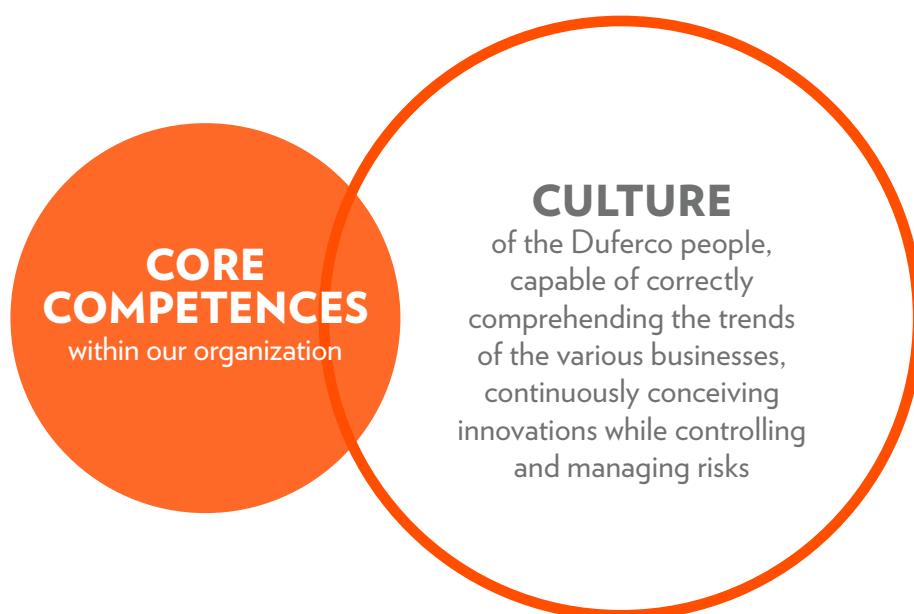 CORE
COMPETENCES
within our organization
CULTURE
of the Duferco people,
capable of correctly
comprehending the trends
of the various businesses,
continuously conceiving
innovations while controlling
and managing risks